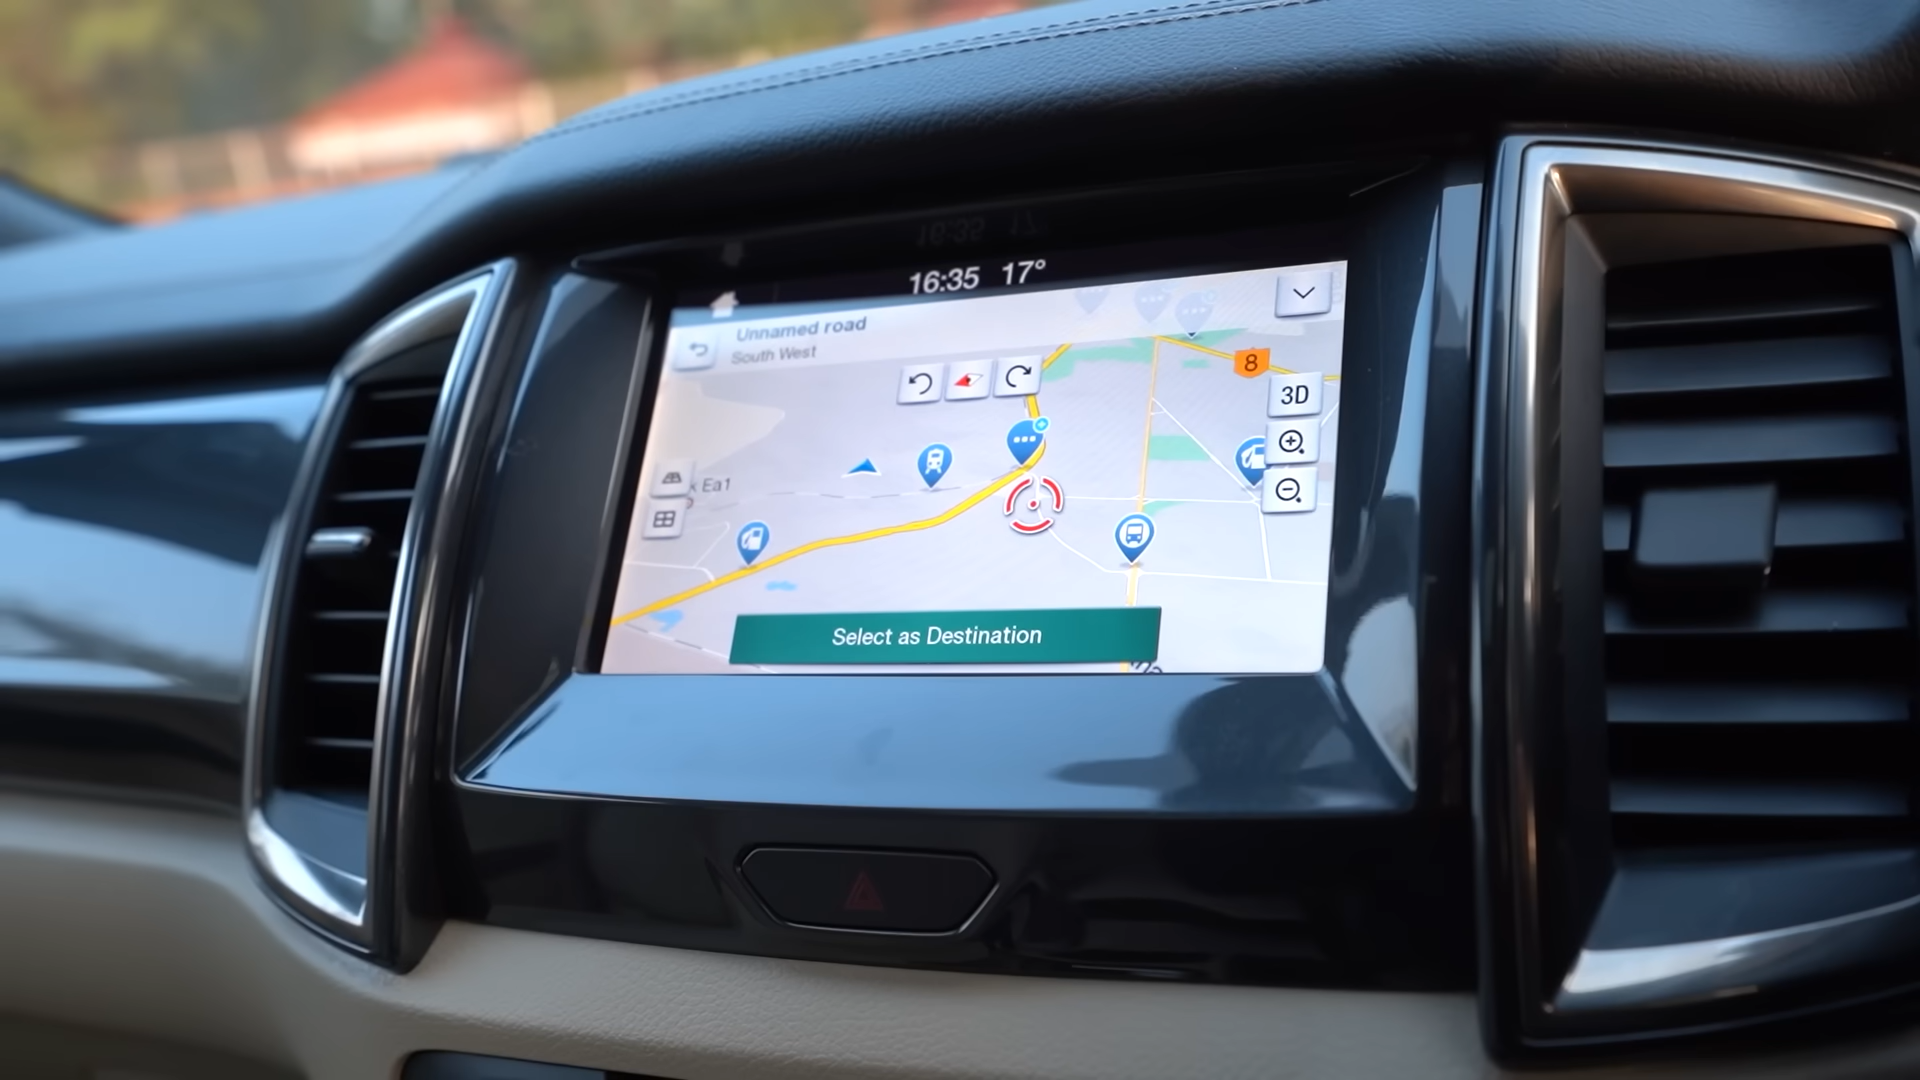 16:35 17°
Unnamed road
South West
8
3D
Ea1
Select as Destination